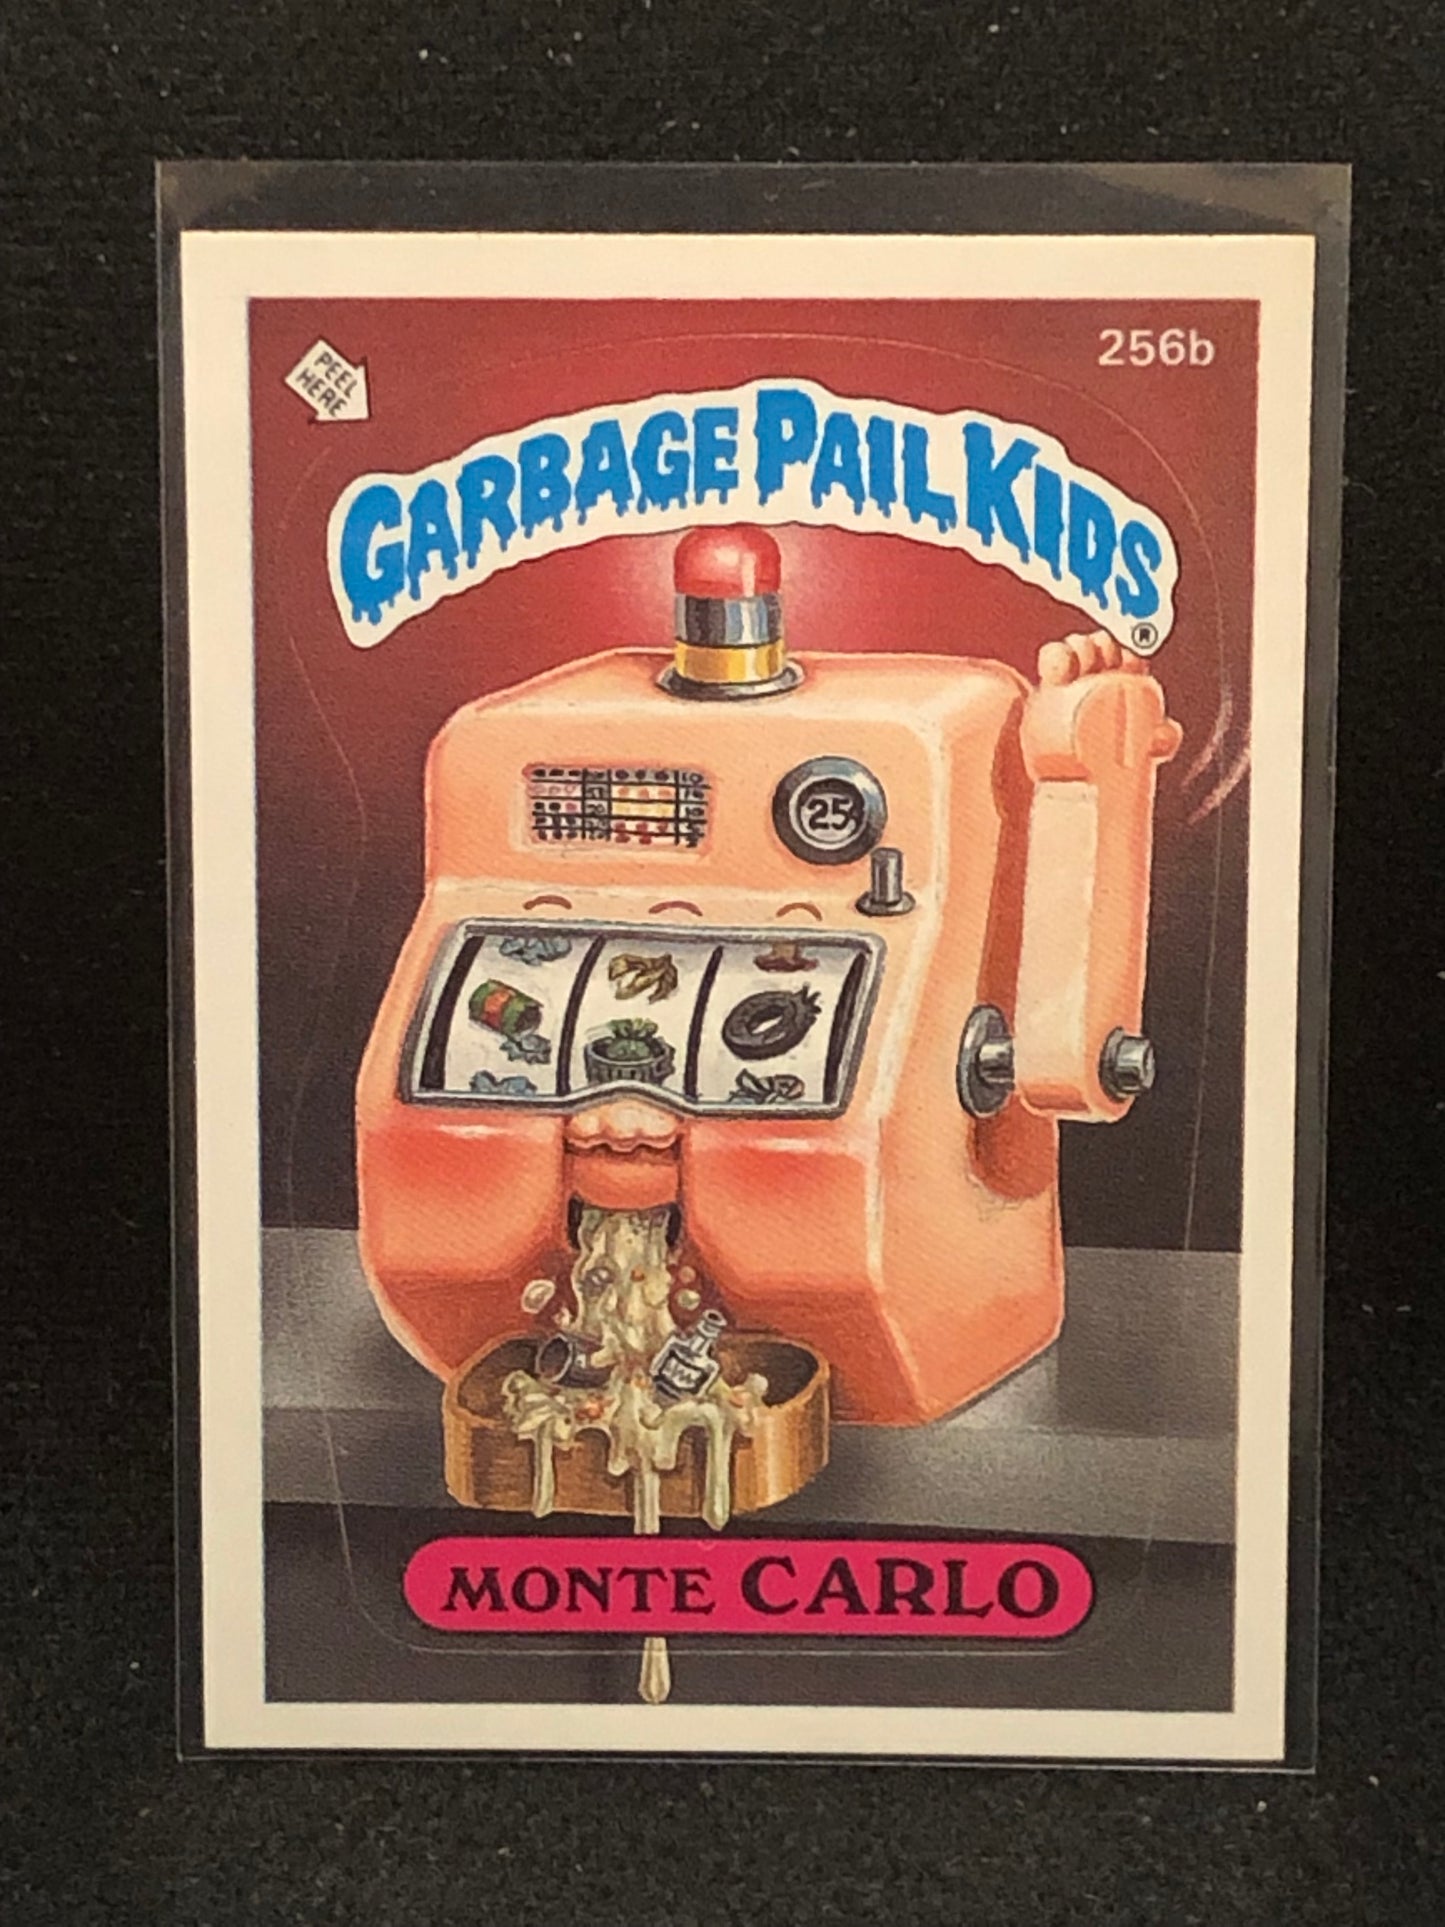 256b
PEEL
HERE
GARBAGE PAIL KIDS
®
25¢
MONTE CARLO